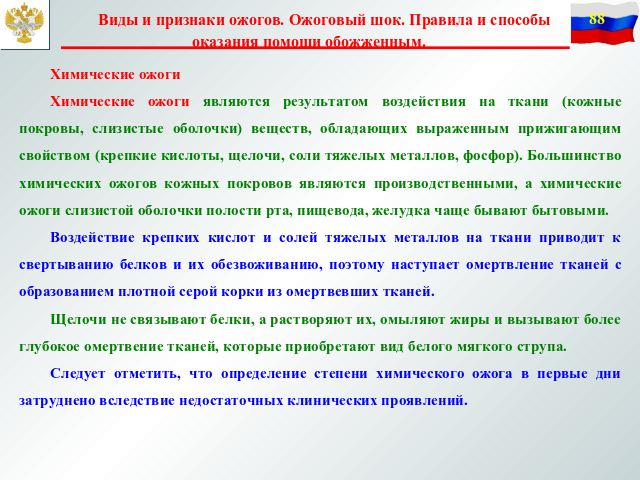 Виды и признаки ожогов. Ожоговый шок. Правила и способы
оказания помощи обожженным.
88
Химические ожоги
Химические ожоги являются результатом воздействия на ткани (кожные
покровы, слизистые оболочки) веществ, обладающих выраженным прижигающим
свойством (крепкие кислоты, щелочи, соли тяжелых металлов, фосфор). Большинство
химических ожогов кожных покровов являются производственными, а химические
ожоги слизистой оболочки полости рта, пищевода, желудка чаще бывают бытовыми.
Воздействие крепких кислот и солей тяжелых металлов на ткани приводит к
свертыванию белков и их обезвоживанию, поэтому наступает омертвление тканей с
образованием плотной серой корки из омертвевших тканей.
Щелочи не связывают белки, а растворяют их, омыляют жиры и вызывают более
глубокое омертвение тканей, которые приобретают вид белого мягкого струпа.
Следует отметить, что определение степени химического ожога в первые дни
затруднено вследствие недостаточных клинических проявлений.